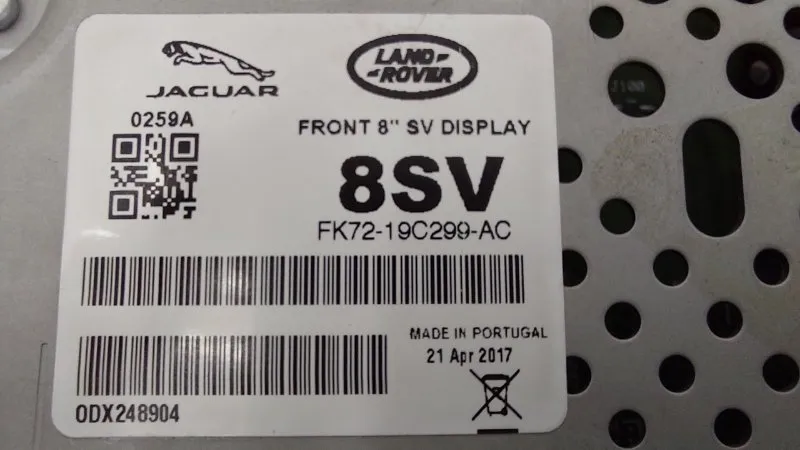 JAGUAR
LAND ROVER
0259A
FRONT 8" SV DISPLAY
8SV
FK72-19C299-AC
MADE IN PORTUGAL
21 Apr 2017
ODX248904
J100